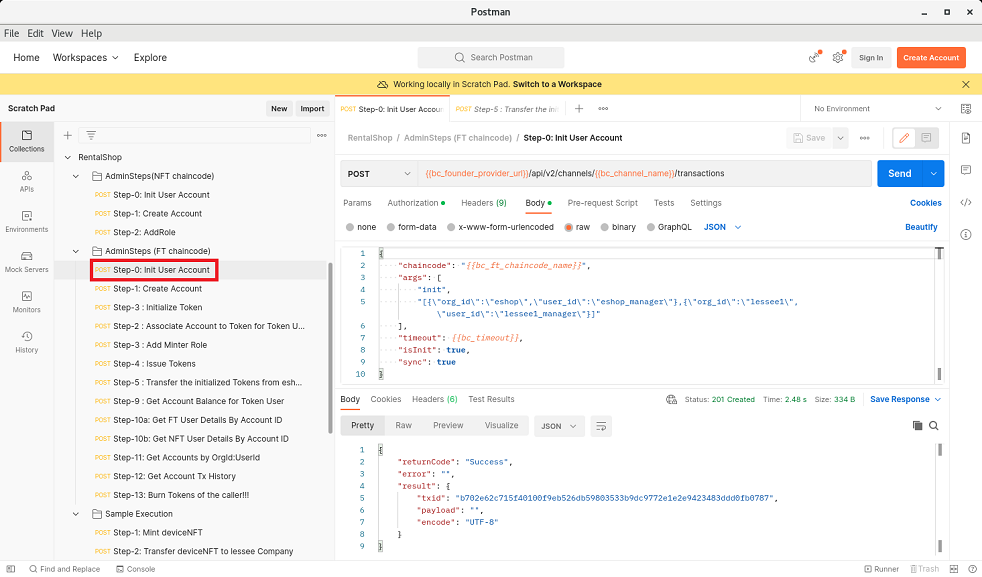 Postman
File Edit View Help
Home Workspaces Explore Search Postman Sign In Create Account
Working locally in Scratch Pad. Switch to a Workspace
Scratch Pad New Import
Collections
APIs
Environments
Mock Servers
Monitors
History
RentalShop
AdminSteps(NFT chaincode)
POST Step-0: Init User Account
POST Step-1: Create Account
POST Step-2: AddRole
AdminSteps (FT chaincode)
POST Step-0: Init User Account
POST Step-1: Create Account
POST Step-3 : Initialize Token
POST Step-2 : Associate Account to Token for Token U...
POST Step-3 : Add Minter Role
POST Step-4 : Issue Tokens
POST Step-5 : Transfer the initialized Tokens from esh...
POST Step-9 : Get Account Balance for Token User
POST Step-10a: Get FT User Details By Account ID
POST Step-10b: Get NFT User Details By Account ID
POST Step-11: Get Accounts by OrgId:UserId
POST Step-12: Get Account Tx History
POST Step-13: Burn Tokens of the caller!!!
Sample Execution
POST Step-1: Mint deviceNFT
POST Step-2: Transfer deviceNFT to lessee Company
POST Step-0: Init User Accou POST Step-5 : Transfer the ini No Environment
RentalShop / AdminSteps (FT chaincode) / Step-0: Init User Account Save
POST {{bc_founder_provider_url}}/api/v2/channels/{{bc_channel_name}}/transactions Send
Params Authorization Headers (9) Body Pre-request Script Tests Settings Cookies
none form-data x-www-form-urlencoded raw binary GraphQL JSON Beautify
1 {
2 "chaincode": "{{bc_ft_chaincode_name}}",
3 "args": [
4 "init",
5 "[{\"org_id\":\"eshop\",\"user_id\":\"eshop_manager\"},{\"org_id\":\"lesseel\",
\"user_id\":\"lesseel_manager\"}]"
6 ],
7 "timeout": {{bc_timeout}},
8 "isInit": true,
9 "sync": true
10 }
Body Cookies Headers (6) Test Results Status: 201 Created Time: 2.48 s Size: 334 B Save Response
Pretty Raw Preview Visualize JSON
1 {
2 "returnCode": "Success",
3 "error": "",
4 "result": {
5 "txid": "b702e62c715f40100f9eb526db59803533b9dc9772e1e2e9423483ddd0fb0787",
6 "payload": "",
7 "encode": "UTF-8"
8 }
9 }
Find and Replace Console Runner Trash